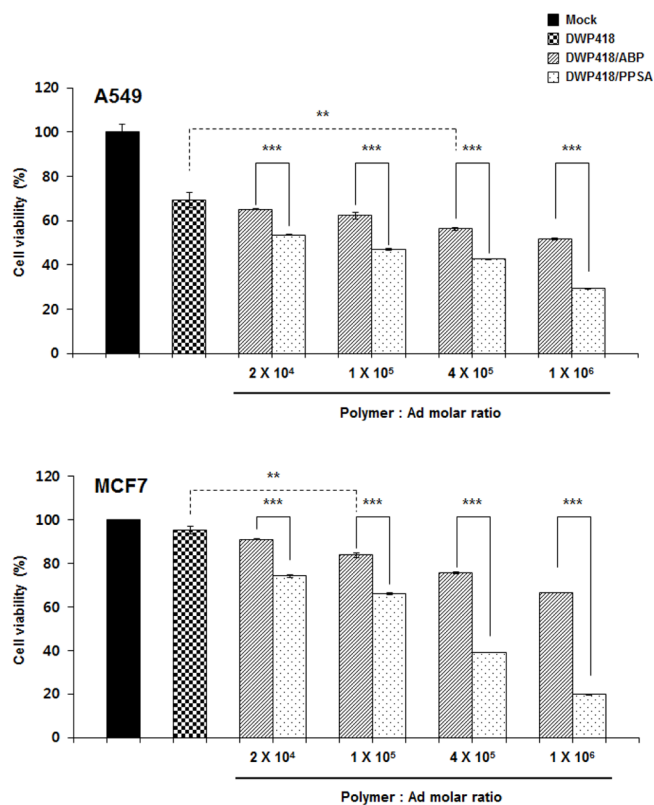 Mock
DWP418
DWP418/ABP
DWP418/PPSA
A549
Cell viability (%)
120
100
80
60
40
20
0
**
*** *** *** ***
2 X 10⁴ 1 X 10⁵ 4 X 10⁵ 1 X 10⁶
Polymer : Ad molar ratio
MCF7
Cell viability (%)
120
100
80
60
40
20
0
**
*** *** *** ***
2 X 10⁴ 1 X 10⁵ 4 X 10⁵ 1 X 10⁶
Polymer : Ad molar ratio